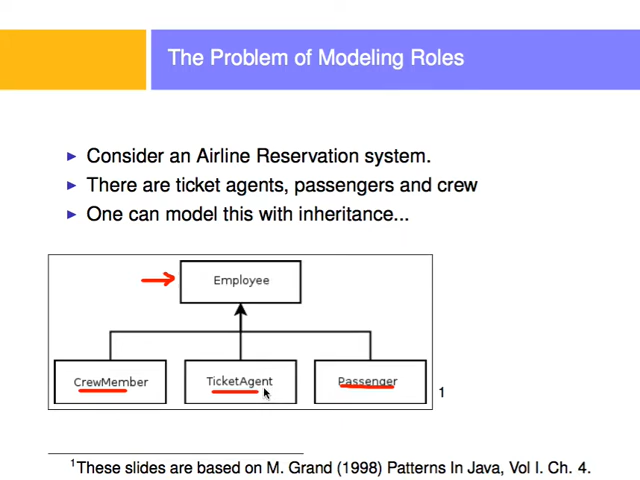 The Problem of Modeling Roles
Consider an Airline Reservation system.
There are ticket agents, passengers and crew
One can model this with inheritance...
Employee
CrewMember
TicketAgent
Passenger
1
1These slides are based on M. Grand (1998) Patterns In Java, Vol I. Ch. 4.